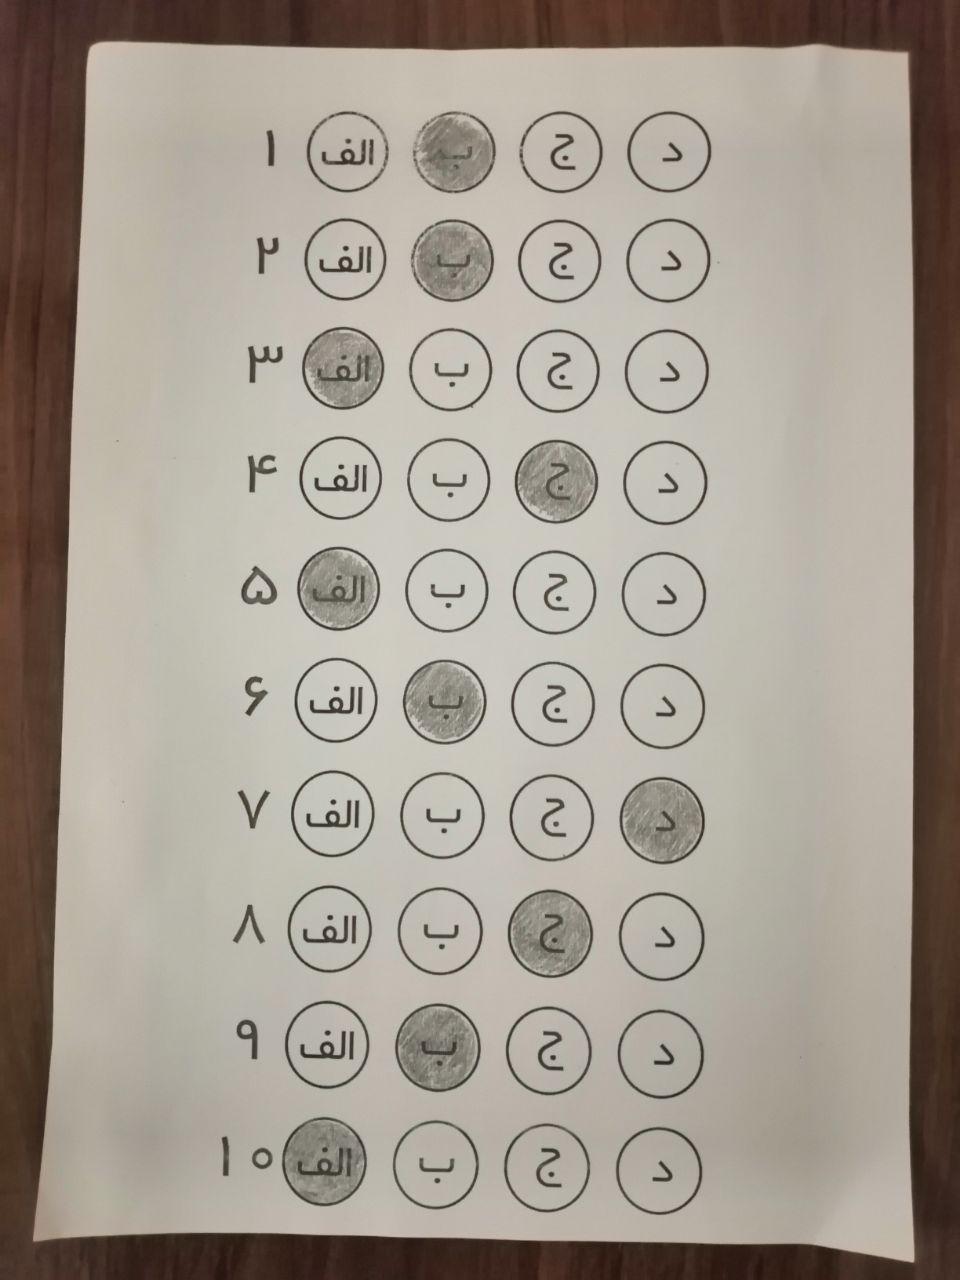 ۱ الف ب ج د
۲ الف ب ج د
۳ الف ب ج د
۴ الف ب ج د
۵ الف ب ج د
۶ الف ب ج د
۷ الف ب ج د
۸ الف ب ج د
۹ الف ب ج د
۱۰ الف ب ج د